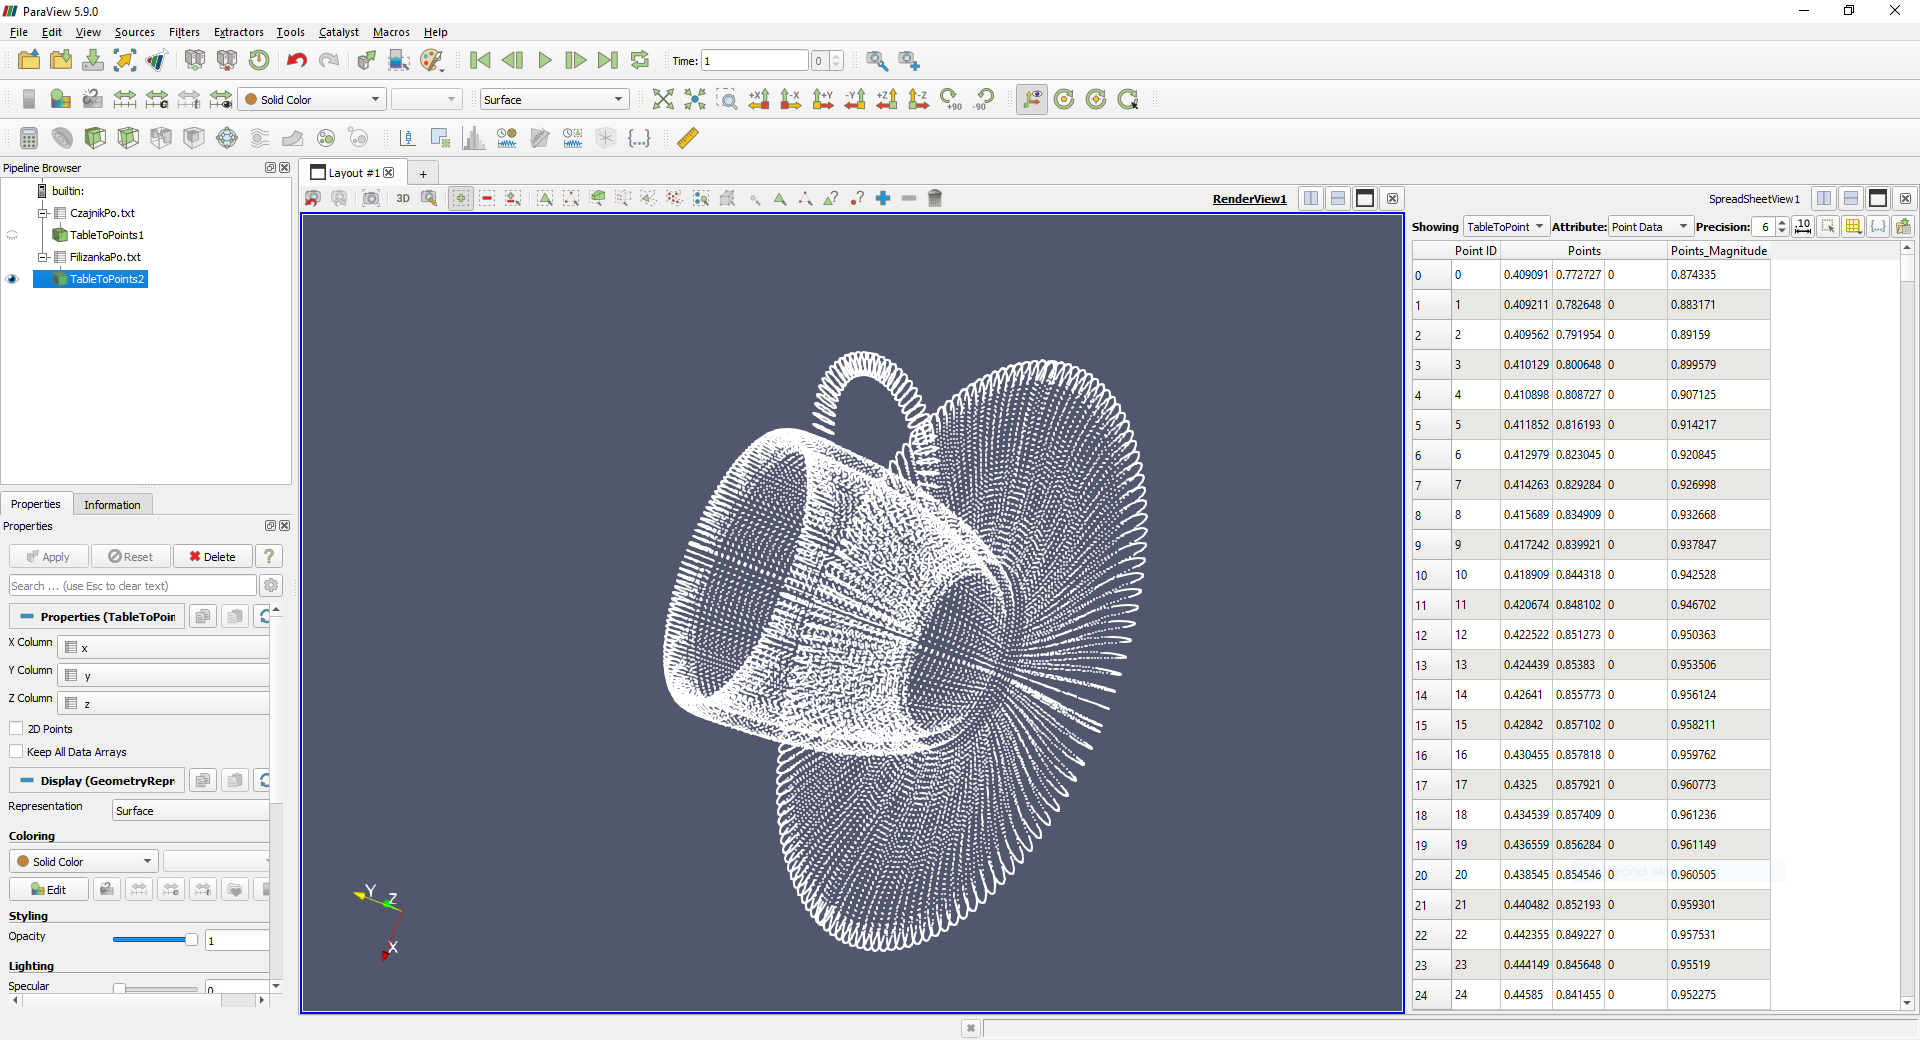 ParaView 5.9.0
File Edit View Sources Filters Extractors Tools Catalyst Macros Help
Time: 1 0
Solid Color Surface +X -X +Y -Y +Z -Z +90 -90
Pipeline Browser
builtin:
CzajnikPo.txt
TableToPoints1
FilizankaPo.txt
TableToPoints2
Properties Information
Properties
Apply Reset Delete ?
Search ... (use Esc to clear text)
Properties (TableToPoin
X Column x
Y Column y
Z Column z
2D Points
Keep All Data Arrays
Display (GeometryRepr
Representation Surface
Coloring
Solid Color
Edit
Styling
Opacity 1
Lighting
Specular 0
Layout #1 +
3D RenderView1
Y Z
X
SpreadSheetView1
Showing TableToPoint Attribute: Point Data Precision: 6 .10
Point ID Points Points_Magnitude
0 0 0.409091 0.772727 0 0.874335
1 1 0.409211 0.782648 0 0.883171
2 2 0.409562 0.791954 0 0.89159
3 3 0.410129 0.800648 0 0.899579
4 4 0.410898 0.808727 0 0.907125
5 5 0.411852 0.816193 0 0.914217
6 6 0.412979 0.823045 0 0.920845
7 7 0.414263 0.829284 0 0.926998
8 8 0.415689 0.834909 0 0.932668
9 9 0.417242 0.839921 0 0.937847
10 10 0.418909 0.844318 0 0.942528
11 11 0.420674 0.848102 0 0.946702
12 12 0.422522 0.851273 0 0.950363
13 13 0.424439 0.85383 0 0.953506
14 14 0.42641 0.855773 0 0.956124
15 15 0.42842 0.857102 0 0.958211
16 16 0.430455 0.857818 0 0.959762
17 17 0.4325 0.857921 0 0.960773
18 18 0.434539 0.857409 0 0.961236
19 19 0.436559 0.856284 0 0.961149
20 20 0.438545 0.854546 0 0.960505
21 21 0.440482 0.852193 0 0.959301
22 22 0.442355 0.849227 0 0.957531
23 23 0.444149 0.845648 0 0.95519
24 24 0.44585 0.841455 0 0.952275